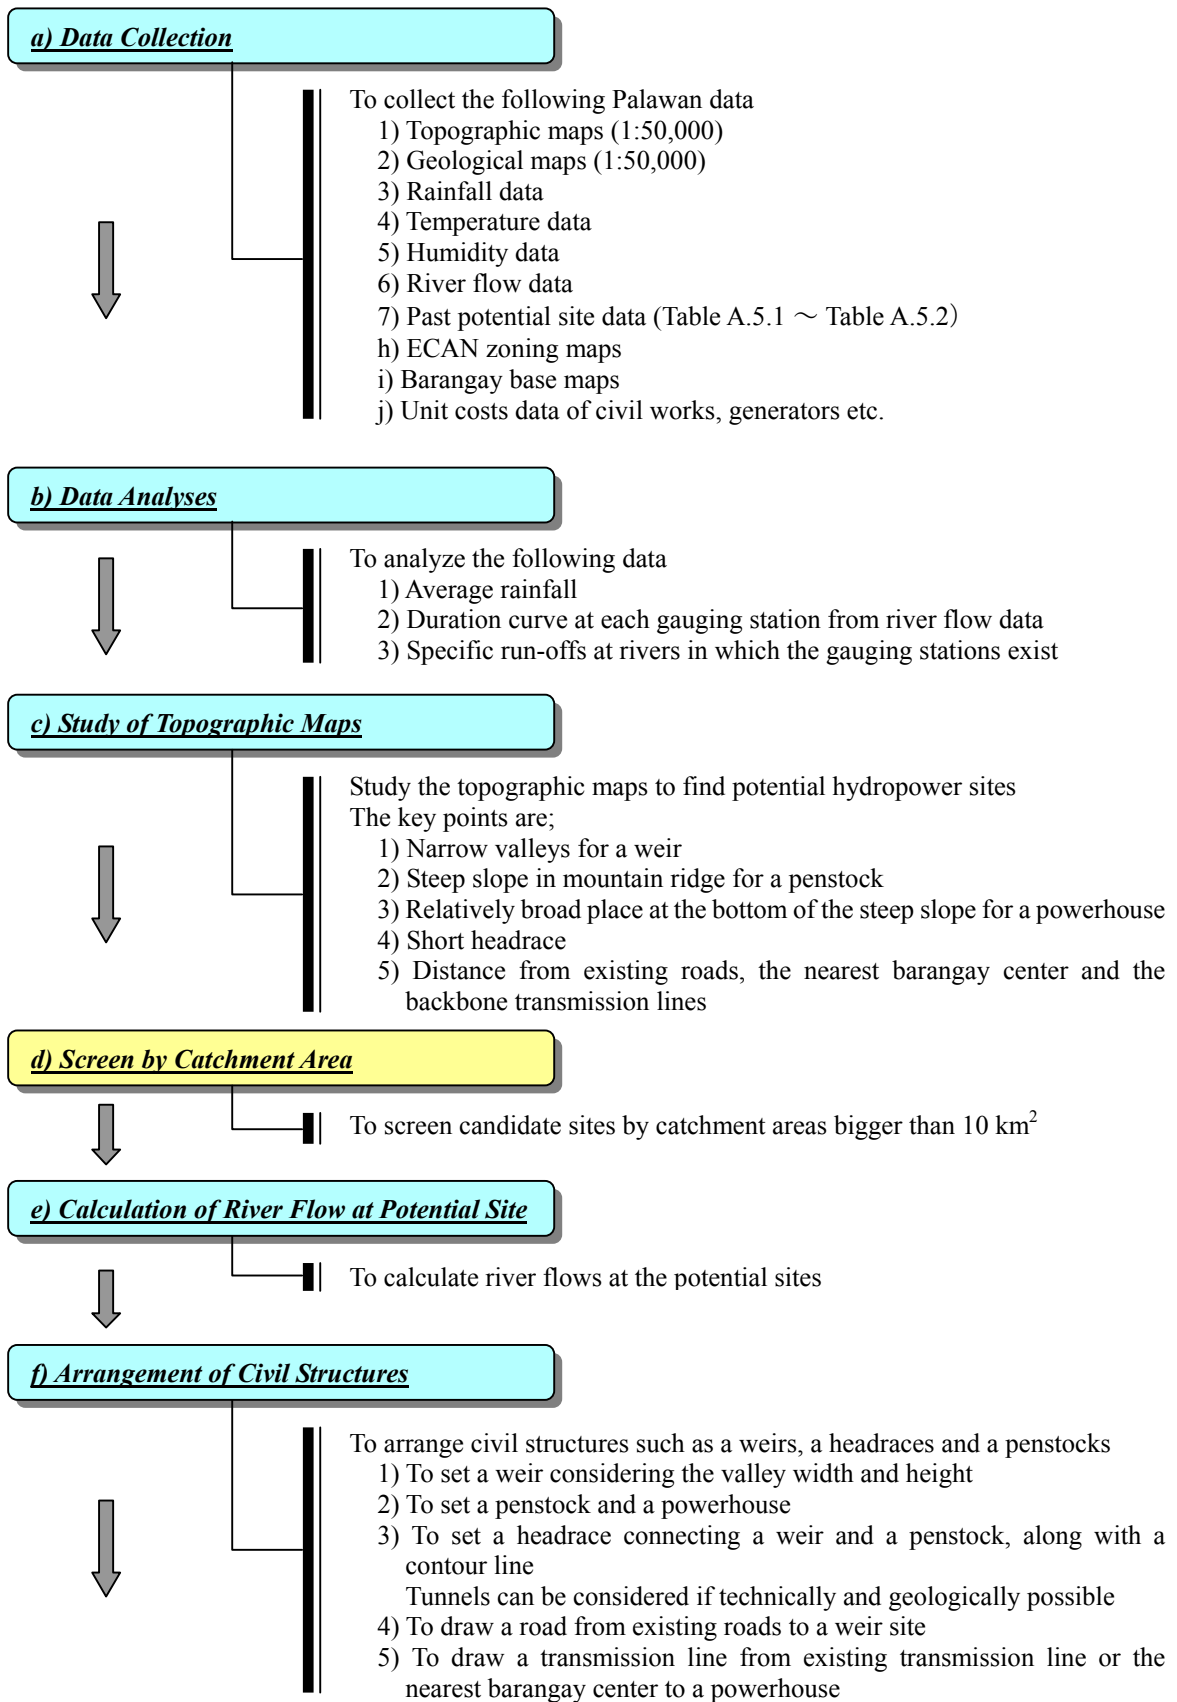 a) Data Collection
To collect the following Palawan data
1) Topographic maps (1:50,000)
2) Geological maps (1:50,000)
3) Rainfall data
4) Temperature data
5) Humidity data
6) River flow data
7) Past potential site data (Table A.5.1 ～ Table A.5.2）
h) ECAN zoning maps
i) Barangay base maps
j) Unit costs data of civil works, generators etc.
b) Data Analyses
To analyze the following data
1) Average rainfall
2) Duration curve at each gauging station from river flow data
3) Specific run-offs at rivers in which the gauging stations exist
c) Study of Topographic Maps
Study the topographic maps to find potential hydropower sites
The key points are;
1) Narrow valleys for a weir
2) Steep slope in mountain ridge for a penstock
3) Relatively broad place at the bottom of the steep slope for a powerhouse
4) Short headrace
5) Distance from existing roads, the nearest barangay center and the
backbone transmission lines
d) Screen by Catchment Area
To screen candidate sites by catchment areas bigger than 10 km²
e) Calculation of River Flow at Potential Site
To calculate river flows at the potential sites
f) Arrangement of Civil Structures
To arrange civil structures such as a weirs, a headraces and a penstocks
1) To set a weir considering the valley width and height
2) To set a penstock and a powerhouse
3) To set a headrace connecting a weir and a penstock, along with a
contour line
Tunnels can be considered if technically and geologically possible
4) To draw a road from existing roads to a weir site
5) To draw a transmission line from existing transmission line or the
nearest barangay center to a powerhouse